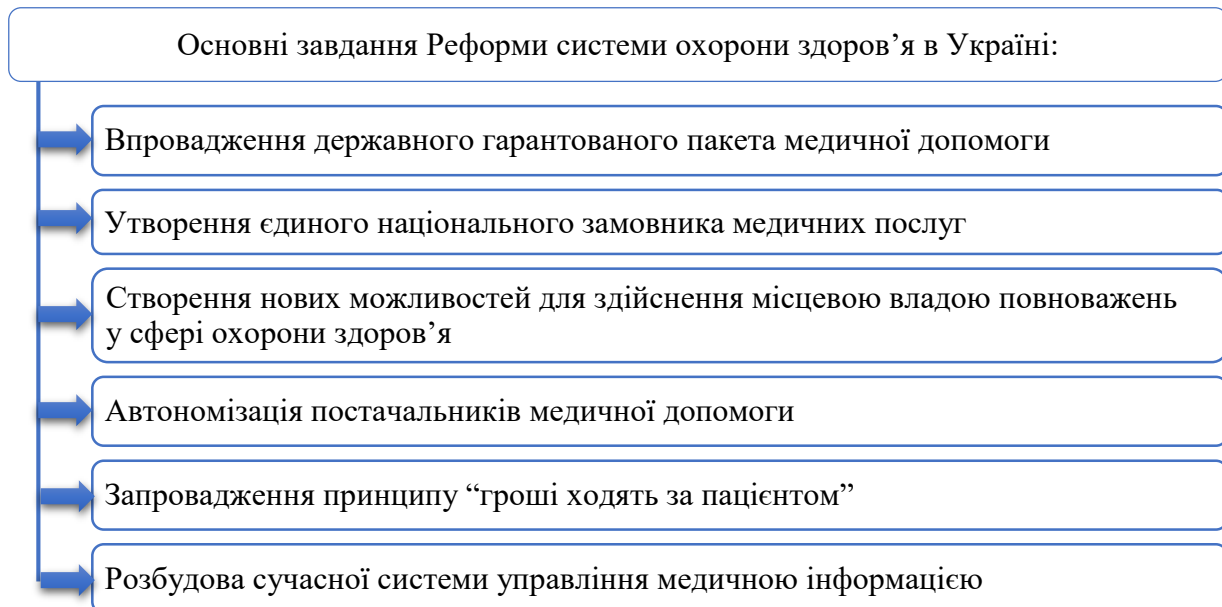 Основні завдання Реформи системи охорони здоров’я в Україні:
Впровадження державного гарантованого пакета медичної допомоги
Утворення єдиного національного замовника медичних послуг
Створення нових можливостей для здійснення місцевою владою повноважень
у сфері охорони здоров’я
Автономізація постачальників медичної допомоги
Запровадження принципу “гроші ходять за пацієнтом”
Розбудова сучасної системи управління медичною інформацією